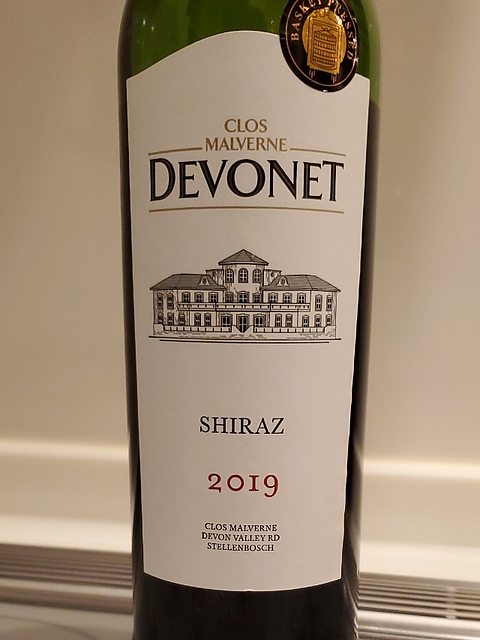 BASKET PRESSED
CLOS
MALVERNE
DEVONET
SHIRAZ
2019
CLOS MALVERNE
DEVON VALLEY RD
STELLENBOSCH